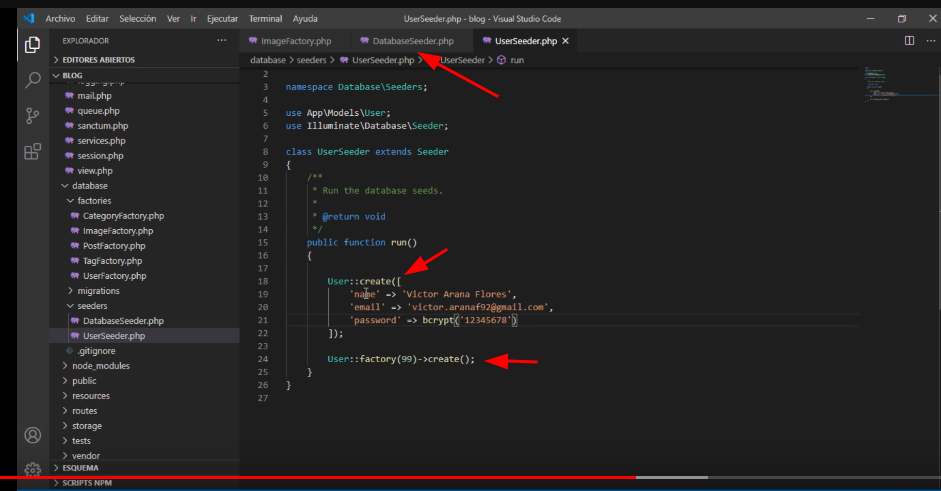 Archivo Editar Selección Ver Ir Ejecutar Terminal Ayuda UserSeeder.php - blog - Visual Studio Code
EXPLORADOR ··· ImageFactory.php DatabaseSeeder.php UserSeeder.php ×
EDITORES ABIERTOS
BLOG
mail.php
queue.php
sanctum.php
services.php
session.php
view.php
database
factories
CategoryFactory.php
ImageFactory.php
PostFactory.php
TagFactory.php
UserFactory.php
migrations
seeders
DatabaseSeeder.php
UserSeeder.php
.gitignore
node_modules
public
resources
routes
storage
tests
vendor
ESQUEMA
SCRIPTS NPM
database > seeders > UserSeeder.php > UserSeeder > run
2
3 namespace Database\Seeders;
4
5 use App\Models\User;
6 use Illuminate\Database\Seeder;
7
8 class UserSeeder extends Seeder
9 {
10 /**
11 * Run the database seeds.
12 *
13 * @return void
14 */
15 public function run()
16 {
17
18 User::create([
19 'name' => 'Victor Arana Flores',
20 'email' => 'victor.aranaf92@gmail.com',
21 'password' => bcrypt('12345678')
22 ]);
23
24 User::factory(99)->create();
25 }
26 }
27